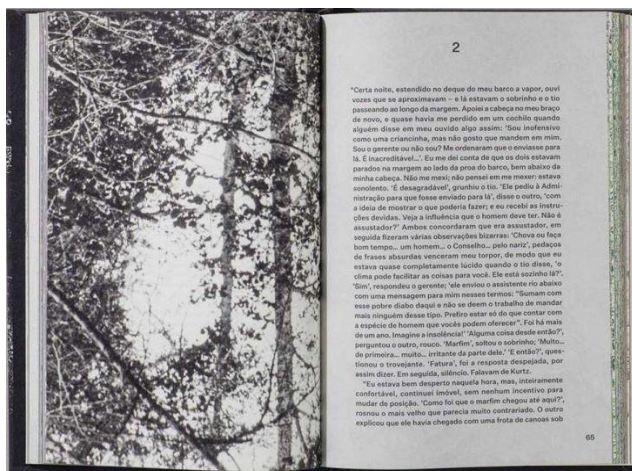 2
"Certa noite, estendido no deque do meu barco a vapor, ouvi
vozes que se aproximavam – e lá estavam o sobrinho e o tio
passeando ao longo da margem. Apoiei a cabeça no meu braço
de novo, e quase havia me perdido em um cochilo quando
alguém disse em meu ouvido algo assim: 'Sou inofensivo
como uma criancinha, mas não gosto que mandem em mim.
Sou o gerente ou não sou? Me ordenaram que o enviasse para
lá. É inacreditável...'. Eu me dei conta de que os dois estavam
parados na margem ao lado da proa do barco, bem abaixo da
minha cabeça. Não me mexi; não pensei em me mexer: estava
sonolento. 'É desagradável', grunhiu o tio. 'Ele pediu à Admi-
nistração para que fosse enviado para lá', disse o outro, 'com
a ideia de mostrar o que poderia fazer; e eu recebi as instru-
ções devidas. Veja a influência que o homem deve ter. Não é
assustador?' Ambos concordaram que era assustador, em
seguida fizeram várias observações bizarras: 'Chova ou faça
bom tempo... um homem... o Conselho... pelo nariz', pedaços
de frases absurdas venceram meu torpor, de modo que eu
estava quase completamente lúcido quando o tio disse, 'o
clima pode facilitar as coisas para você. Ele está sozinho lá?'.
'Sim', respondeu o gerente; 'ele enviou o assistente rio abaixo
com uma mensagem para mim nesses termos: "Sumam com
esse pobre diabo daqui e não se deem o trabalho de mandar
mais ninguém desse tipo. Prefiro estar só do que contar com
a espécie de homem que vocês podem oferecer". Foi há mais
de um ano. Imagine a insolência!' 'Alguma coisa desde então?',
perguntou o outro, rouco. 'Marfim', soltou o sobrinho; 'Muito...
de primeira... muito... irritante da parte dele.' 'E então?', ques-
tionou o trovejante. 'Fatura', foi a resposta despejada, por
assim dizer. Em seguida, silêncio. Falavam de Kurtz.
"Eu estava bem desperto naquela hora, mas, inteiramente
confortável, continuei imóvel, sem nenhum incentivo para
mudar de posição. 'Como foi que o marfim chegou até aqui?',
rosnou o mais velho que parecia muito contrariado. O outro
explicou que ele havia chegado com uma frota de canoas sob
65